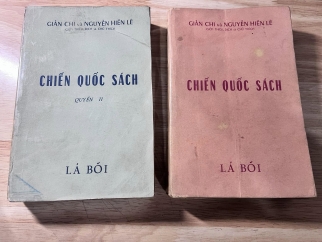 GIẢN CHI và NGUYỄN HIẾN LÊ
CHIẾN QUỐC SÁCH
QUYỂN II
LÁ BỐI
GIẢN CHI và NGUYỄN HIẾN LÊ
CHIẾN QUỐC SÁCH
LÁ BỐI